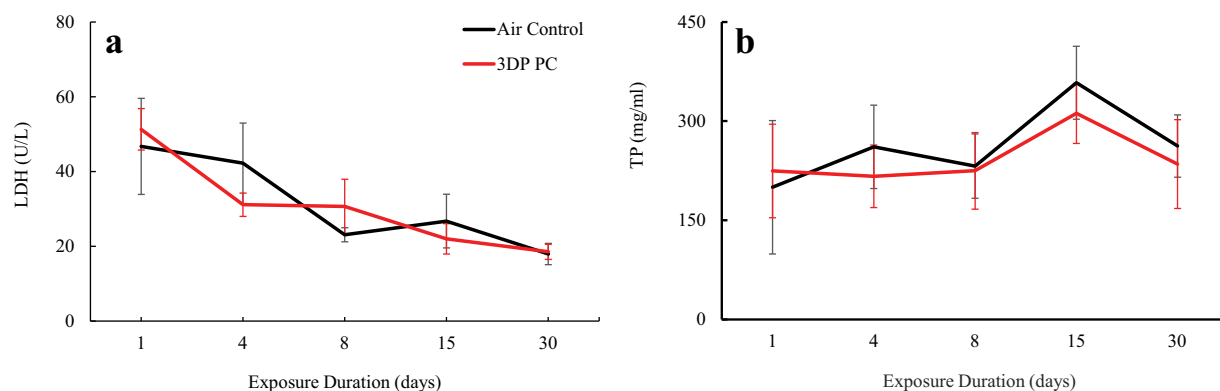 a
Air Control
3DP PC
LDH (U/L)
80
60
40
20
0
1 4 8 15 30
Exposure Duration (days)
b
TP (mg/ml)
450
300
150
0
1 4 8 15 30
Exposure Duration (days)